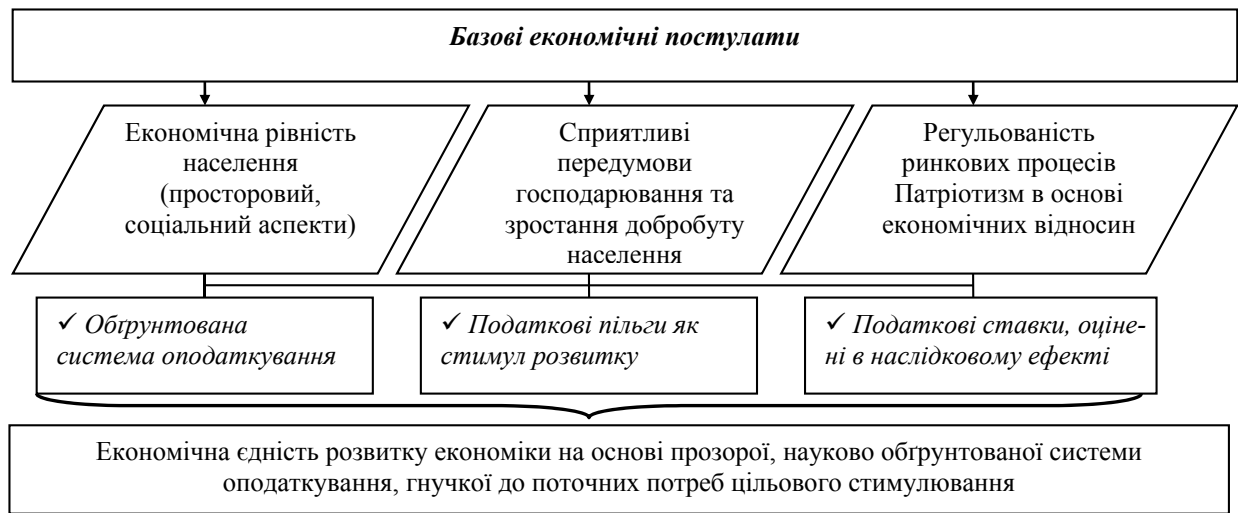 Базові економічні постулати
Економічна рівність
населення
(просторовий,
соціальний аспекти)
Сприятливі
передумови
господарювання та
зростання добробуту
населення
Регульованість
ринкових процесів
Патріотизм в основі
економічних відносин
✓ Обґрунтована
система оподаткування
✓ Податкові пільги як
стимул розвитку
✓ Податкові ставки, оціне-
ні в наслідковому ефекті
Економічна єдність розвитку економіки на основі прозорої, науково обґрунтованої системи
оподаткування, гнучкої до поточних потреб цільового стимулювання